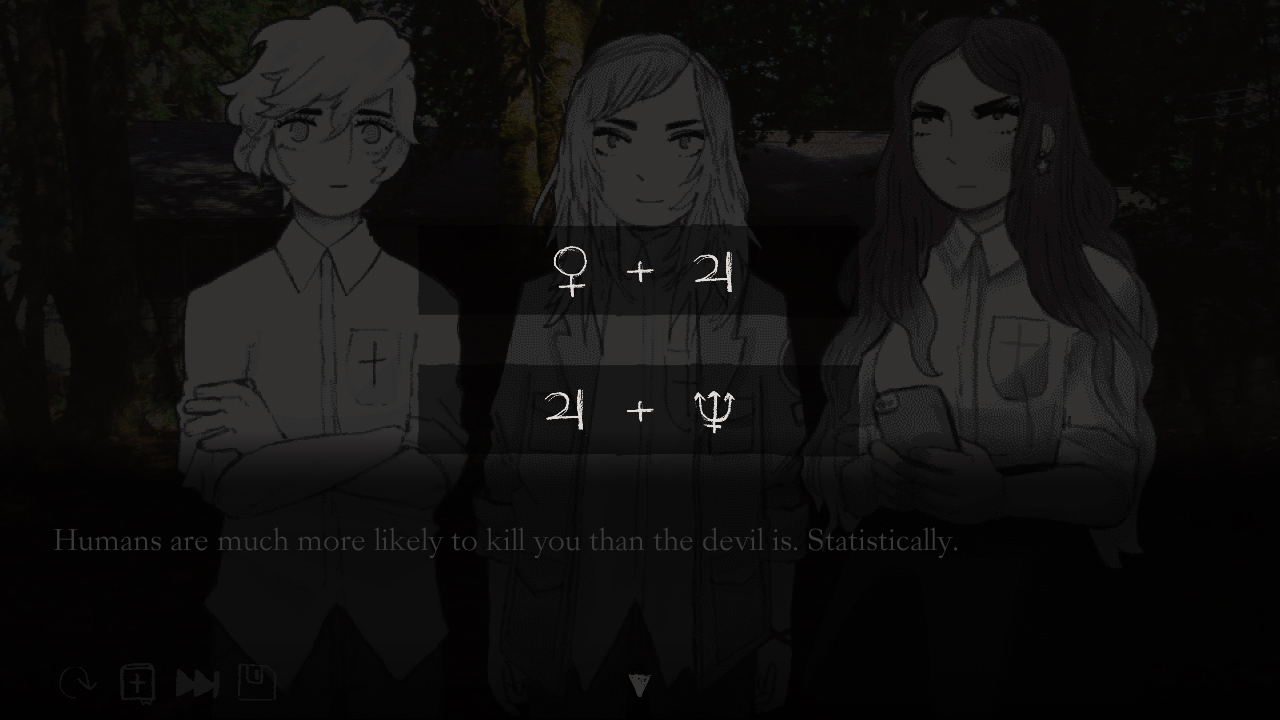 ♀ + ♃
♃ + ♆
Humans are much more likely to kill you than the devil is. Statistically.